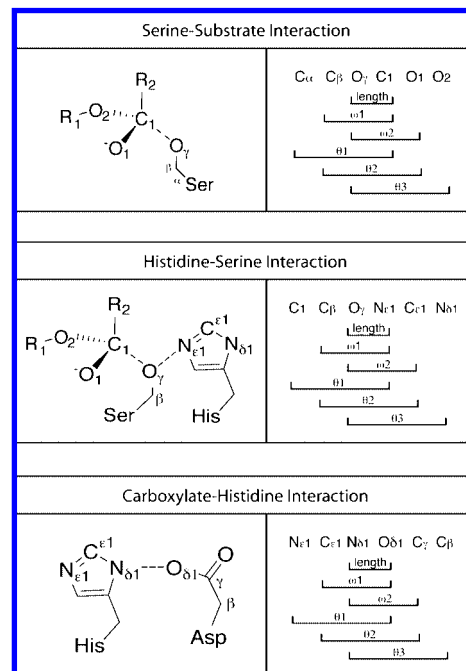 Serine-Substrate Interaction
R2
R1 O2 C1
-O1 Oγ
β
α Ser
Cα Cβ Oγ C1 O1 O2
length
ω1
ω2
θ1
θ2
θ3
Histidine-Serine Interaction
R2
R1 O2 C1
-O1 Oγ
Cε1
Nε1 Nδ1
β
Ser His
C1 Cβ Oγ Nε1 Cε1 Nδ1
length
ω1
ω2
θ1
θ2
θ3
Carboxylate-Histidine Interaction
Cε1
Nε1 Nδ1 Oδ1 O
γ
β
His Asp
Nε1 Cε1 Nδ1 Oδ1 Cγ Cβ
length
ω1
ω2
θ1
θ2
θ3